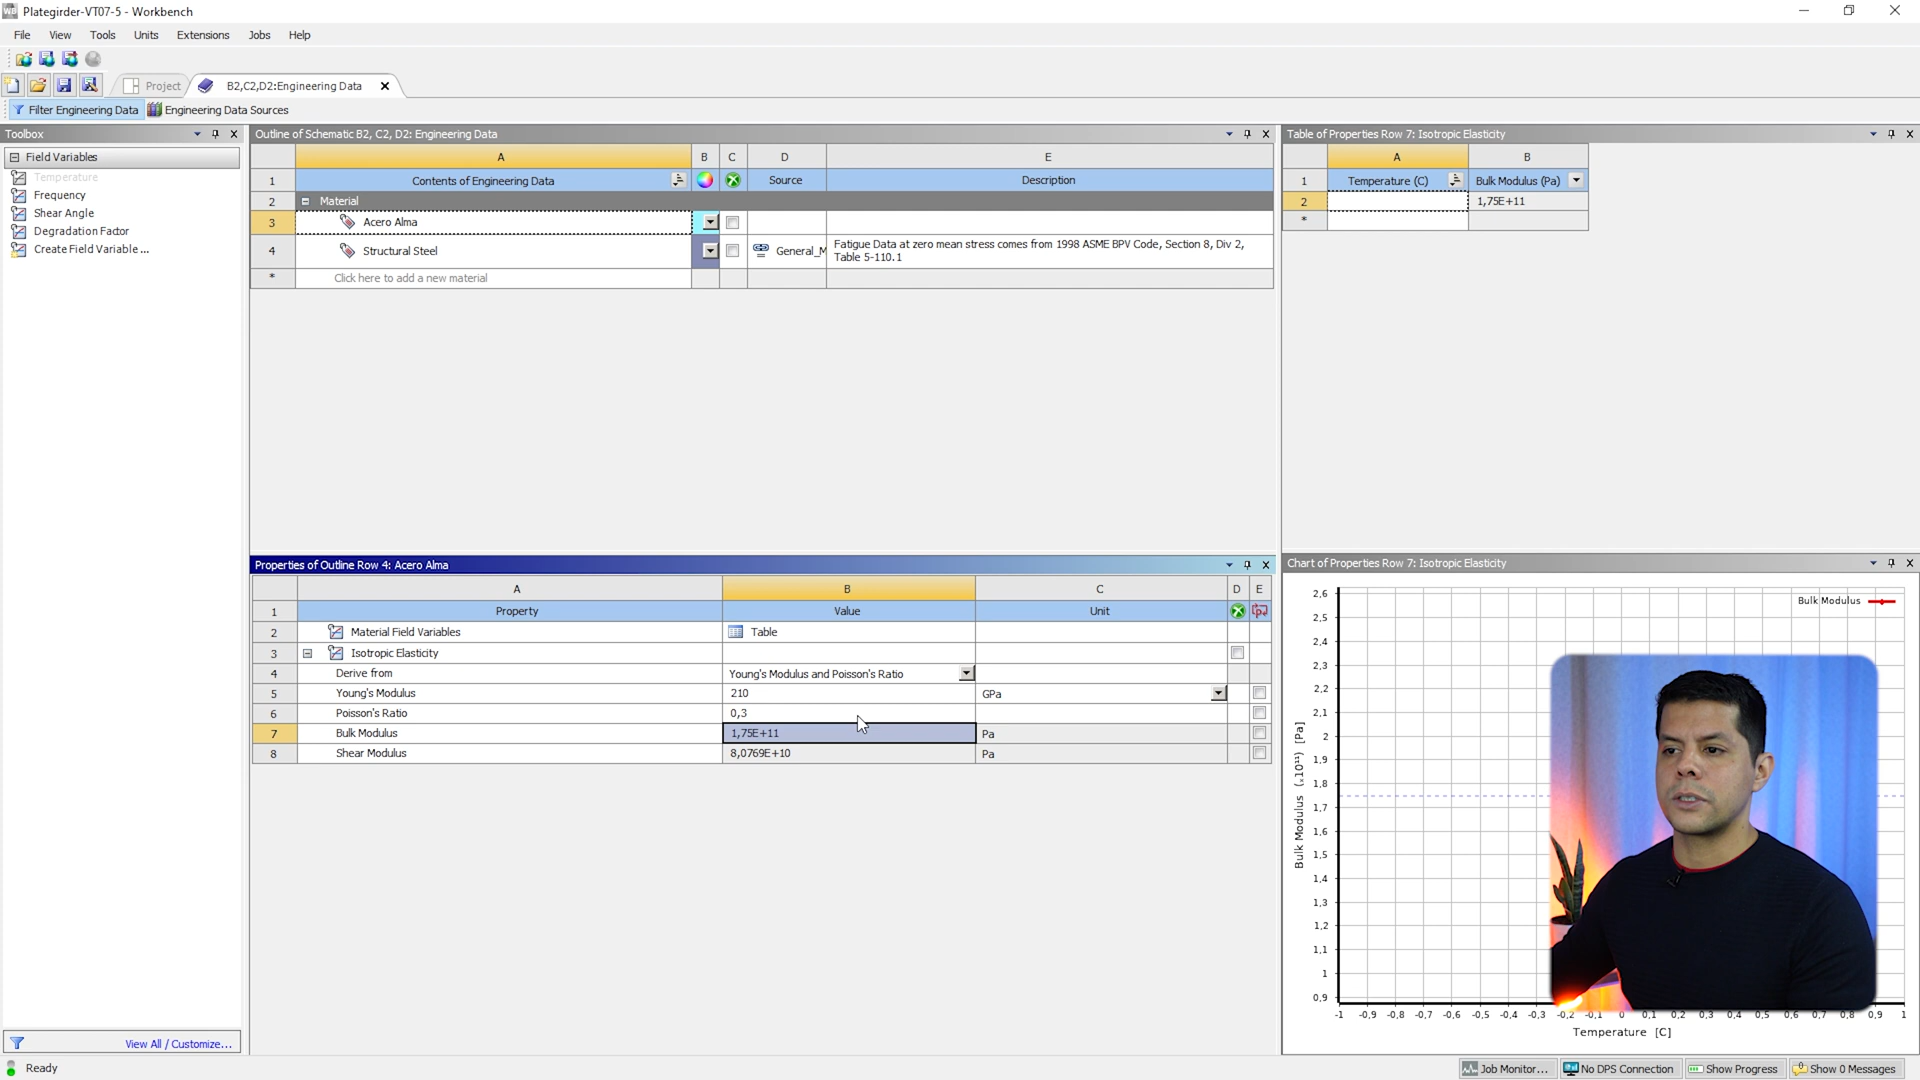 Plategirder-VT07-5 - Workbench
File View Tools Units Extensions Jobs Help
Project B2,C2,D2:Engineering Data
Filter Engineering Data Engineering Data Sources
Toolbox
Field Variables
Temperature
Frequency
Shear Angle
Degradation Factor
Create Field Variable ...
View All / Customize...
Outline of Schematic B2, C2, D2: Engineering Data
A B C D E
1 Contents of Engineering Data Source Description
2 Material
3 Acero Alma
4 Structural Steel General_M Fatigue Data at zero mean stress comes from 1998 ASME BPV Code, Section 8, Div 2,
Table 5-110.1
* Click here to add a new material
Properties of Outline Row 4: Acero Alma
A B C D E
1 Property Value Unit
2 Material Field Variables Table
3 Isotropic Elasticity
4 Derive from Young's Modulus and Poisson's Ratio
5 Young's Modulus 210 GPa
6 Poisson's Ratio 0,3
7 Bulk Modulus 1,75E+11 Pa
8 Shear Modulus 8,0769E+10 Pa
Table of Properties Row 7: Isotropic Elasticity
A B
1 Temperature (C) Bulk Modulus (Pa)
2 1,75E+11
*
Chart of Properties Row 7: Isotropic Elasticity
Bulk Modulus
2,6
2,5
2,4
2,3
2,2
2,1
2
1,9
1,8
1,7
1,6
1,5
1,4
1,3
1,2
1,1
1
0,9
Bulk Modulus (.10¹¹) [Pa]
-1 -0,9 -0,8 -0,7 -0,6 -0,5 -0,4 -0,3 -0,2 -0,1 0 0,1 0,2 0,3 0,4 0,5 0,6 0,7 0,8 0,9 1
Temperature [C]
Ready
Job Monitor... No DPS Connection Show Progress Show 0 Messages